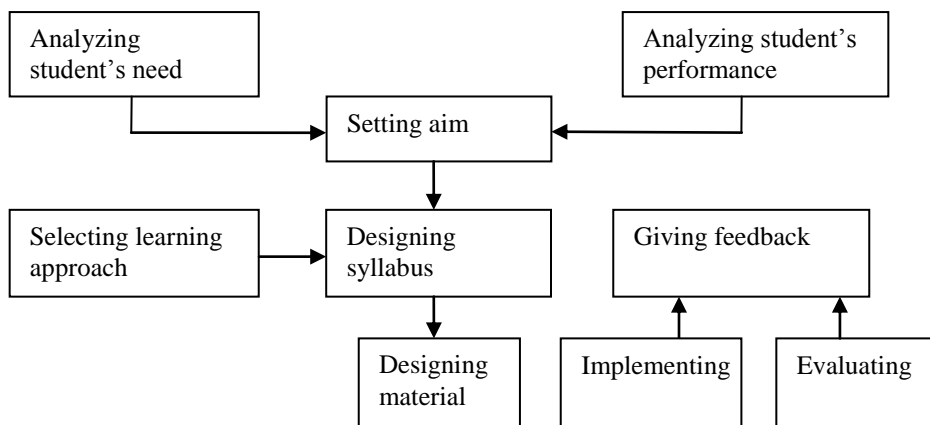 Analyzing
student’s need
Analyzing student’s
performance
Setting aim
Selecting learning
approach
Designing
syllabus
Giving feedback
Designing
material
Implementing
Evaluating